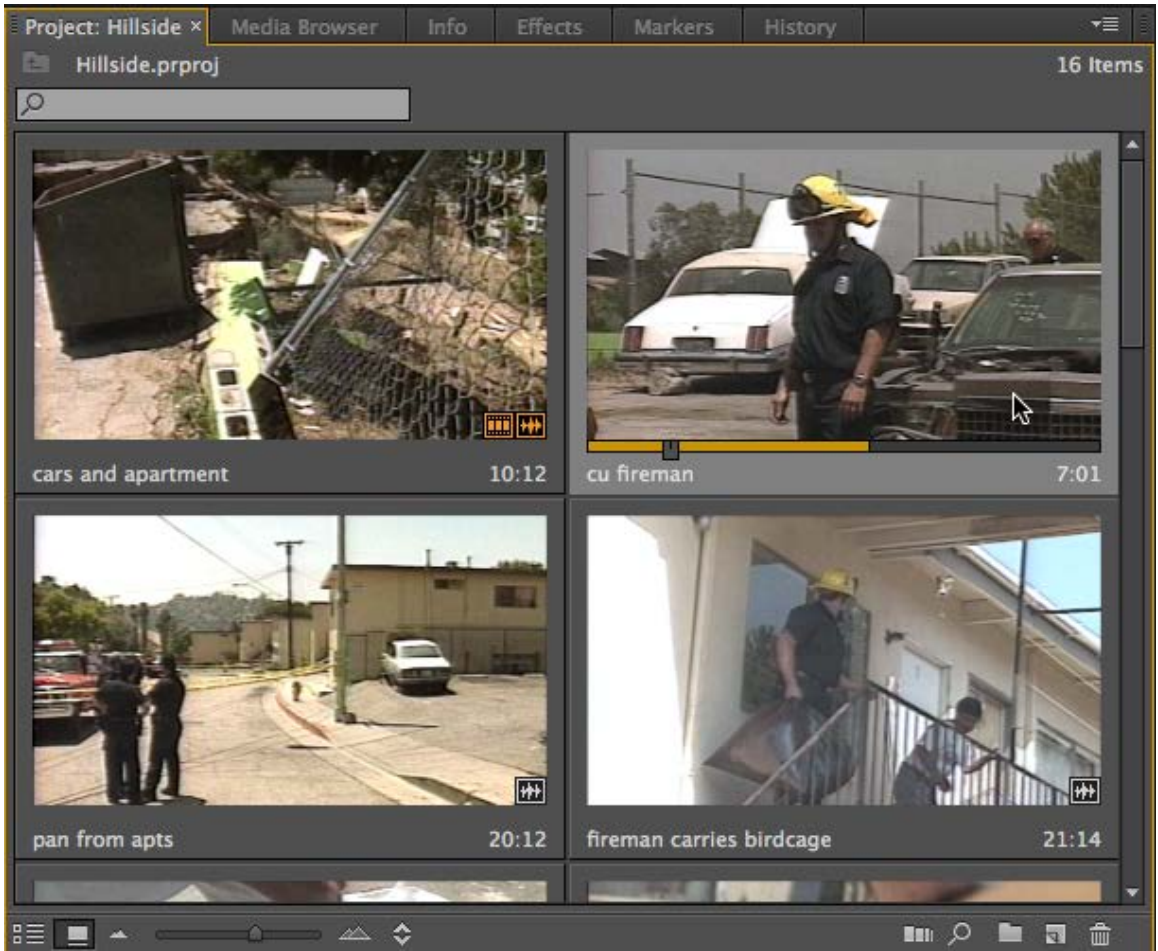 Project: Hillside × Media Browser Info Effects Markers History
Hillside.prproj 16 Items
cars and apartment 10:12 cu fireman 7:01
pan from apts 20:12 fireman carries birdcage 21:14